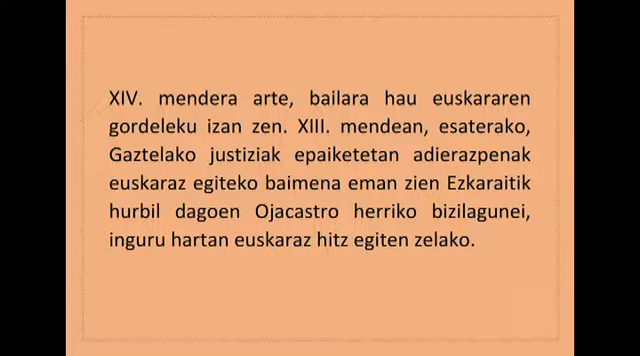 XIV. mendera arte, bailara hau euskararen
gordeleku izan zen. XIII. mendean, esaterako,
Gaztelako justiziak epaiketetan adierazpenak
euskaraz egiteko baimena eman zien Ezkaraitik
hurbil dagoen Ojacastro herriko bizilagunei,
inguru hartan euskaraz hitz egiten zelako.